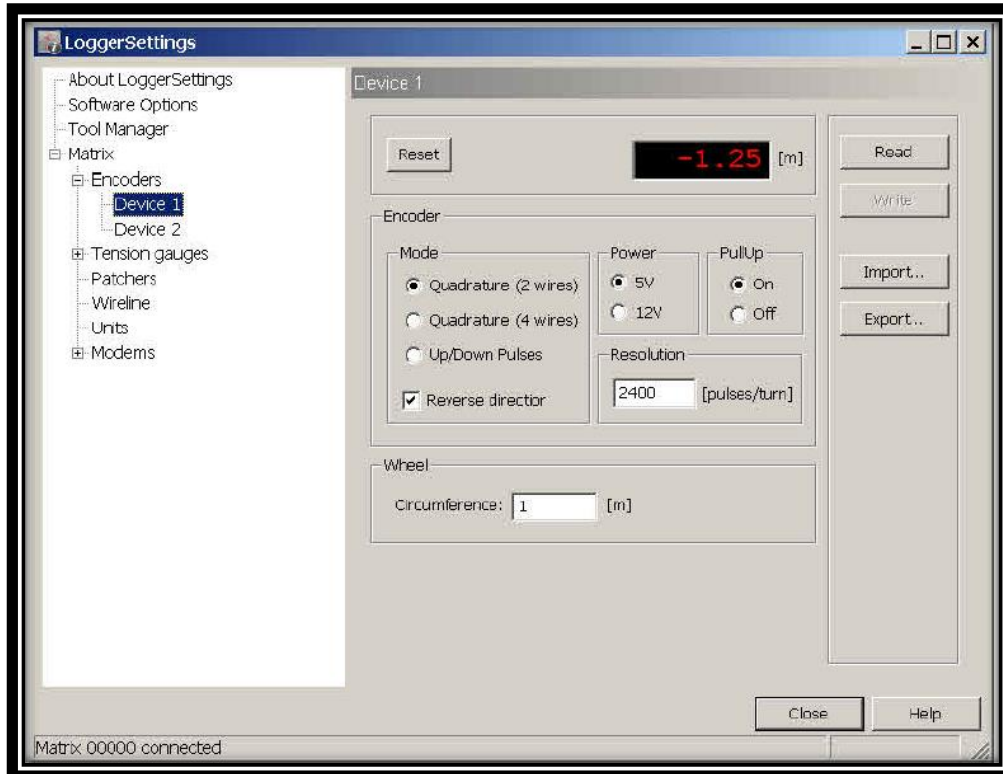 LoggerSettings
About LoggerSettings
Software Options
Tool Manager
Matrix
Encoders
Device 1
Device 2
Tension gauges
Patchers
Wireline
Units
Modems
Device 1
Reset
-1.25 [m]
Encoder
Mode
Quadrature (2 wires)
Quadrature (4 wires)
Up/Down Pulses
Reverse direction
Power
5V
12V
PullUp
On
Off
Resolution
2400 [pulses/turn]
Wheel
Circumference: 1 [m]
Read
Write
Import..
Export..
Close
Help
Matrix 00000 connected